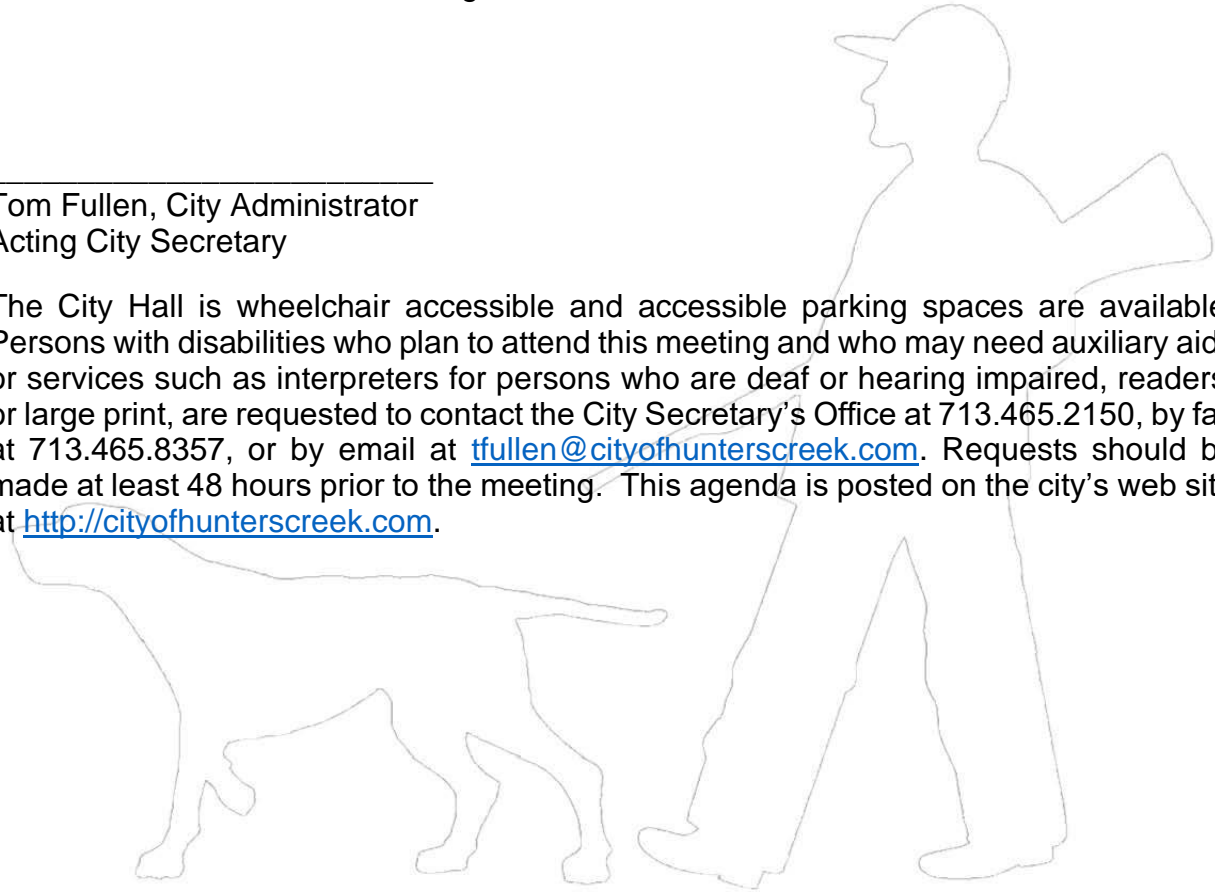 Tom Fullen, City Administrator
Acting City Secretary
The City Hall is wheelchair accessible and accessible parking spaces are available
Persons with disabilities who plan to attend this meeting and who may need auxiliary aid
or services such as interpreters for persons who are deaf or hearing impaired, readers
or large print, are requested to contact the City Secretary's Office at 713.465.2150, by fa
at 713.465.8357, or by email at tfullen@cityofhunterscreek.com. Requests should b
made at least 48 hours prior to the meeting. This agenda is posted on the city's web sit
at http://cityofhunterscreek.com.